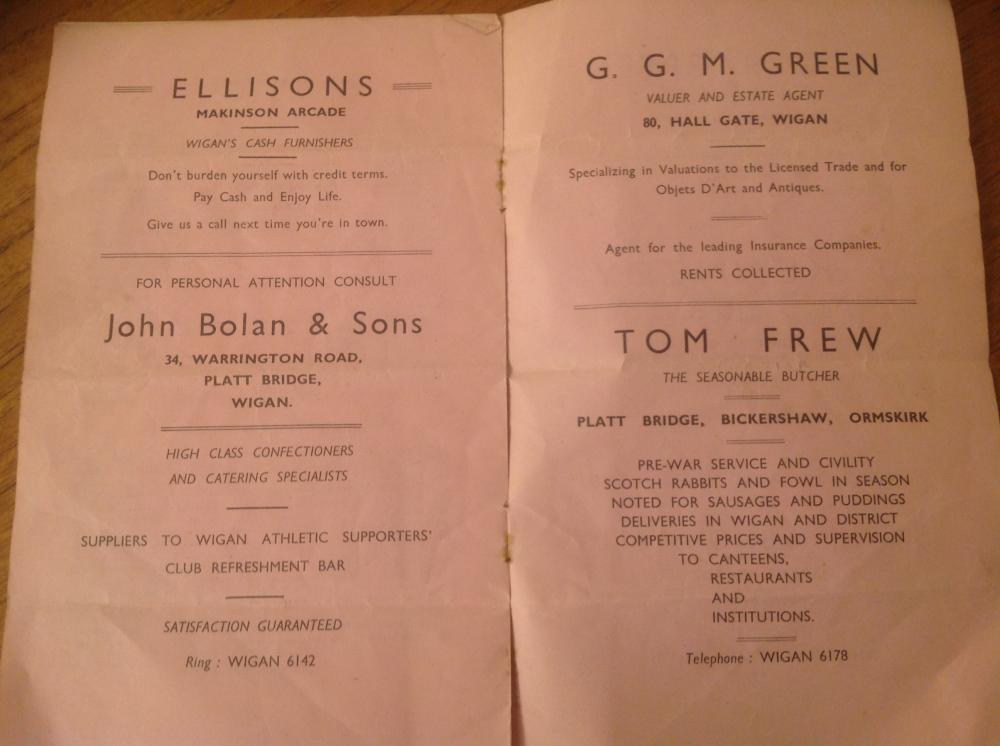 ELLISONS
MAKINSON ARCADE
WIGAN'S CASH FURNISHERS
Don't burden yourself with credit terms.
Pay Cash and Enjoy Life.
Give us a call next time you're in town.
FOR PERSONAL ATTENTION CONSULT
John Bolan & Sons
34, WARRINGTON ROAD,
PLATT BRIDGE,
WIGAN.
HIGH CLASS CONFECTIONERS
AND CATERING SPECIALISTS
SUPPLIERS TO WIGAN ATHLETIC SUPPORTERS'
CLUB REFRESHMENT BAR
SATISFACTION GUARANTEED
Ring : WIGAN 6142
G. G. M. GREEN
VALUER AND ESTATE AGENT
80, HALL GATE, WIGAN
Specializing in Valuations to the Licensed Trade and for
Objets D'Art and Antiques.
Agent for the leading Insurance Companies.
RENTS COLLECTED
TOM FREW
THE SEASONABLE BUTCHER
PLATT BRIDGE, BICKERSHAW, ORMSKIRK
PRE-WAR SERVICE AND CIVILITY
SCOTCH RABBITS AND FOWL IN SEASON
NOTED FOR SAUSAGES AND PUDDINGS
DELIVERIES IN WIGAN AND DISTRICT
COMPETITIVE PRICES AND SUPERVISION
TO CANTEENS,
RESTAURANTS
AND
INSTITUTIONS.
Telephone : WIGAN 6178